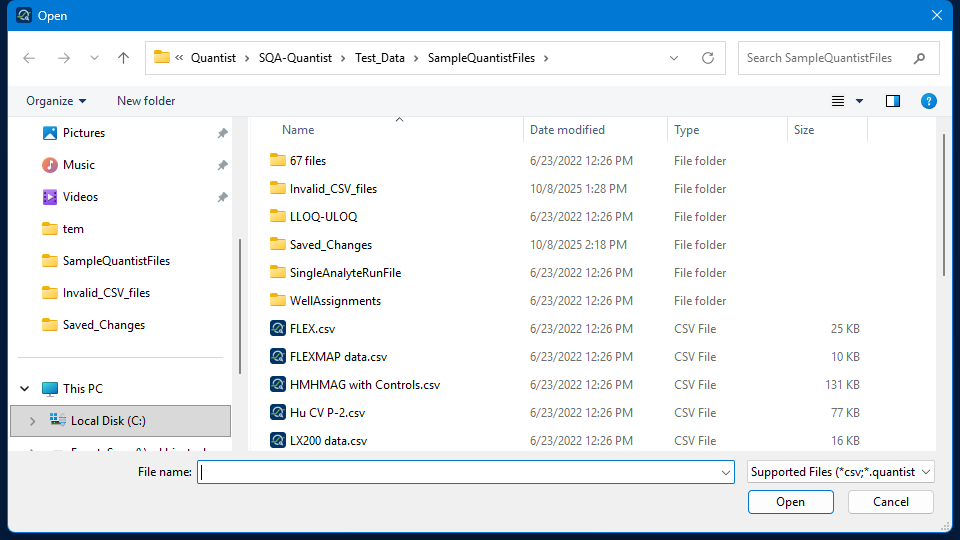 Open
« Quantist › SQA-Quantist › Test_Data › SampleQuantistFiles ›
Search SampleQuantistFiles
Organize
New folder
Pictures
Music
Videos
tem
SampleQuantistFiles
Invalid_CSV_files
Saved_Changes
This PC
Local Disk (C:)
Name Date modified Type Size
67 files 6/23/2022 12:26 PM File folder
Invalid_CSV_files 10/8/2025 1:28 PM File folder
LLOQ-ULOQ 6/23/2022 12:26 PM File folder
Saved_Changes 10/8/2025 2:18 PM File folder
SingleAnalyteRunFile 6/23/2022 12:26 PM File folder
WellAssignments 6/23/2022 12:26 PM File folder
FLEX.csv 6/23/2022 12:26 PM CSV File 25 KB
FLEXMAP data.csv 6/23/2022 12:26 PM CSV File 10 KB
HMHMAG with Controls.csv 6/23/2022 12:26 PM CSV File 131 KB
Hu CV P-2.csv 6/23/2022 12:26 PM CSV File 77 KB
LX200 data.csv 6/23/2022 12:26 PM CSV File 16 KB
File name:
Supported Files (*csv;*.quantist
Open
Cancel